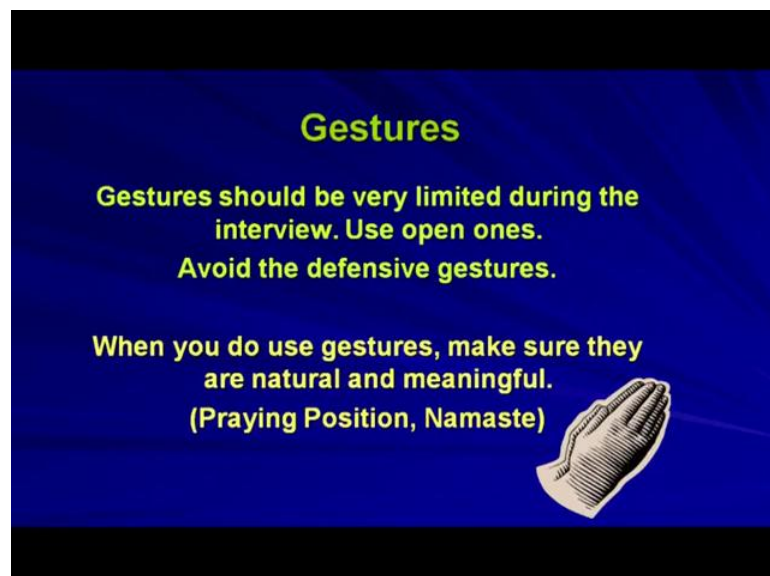 Gestures
Gestures should be very limited during the
interview. Use open ones.
Avoid the defensive gestures.
When you do use gestures, make sure they
are natural and meaningful.
(Praying Position, Namaste)